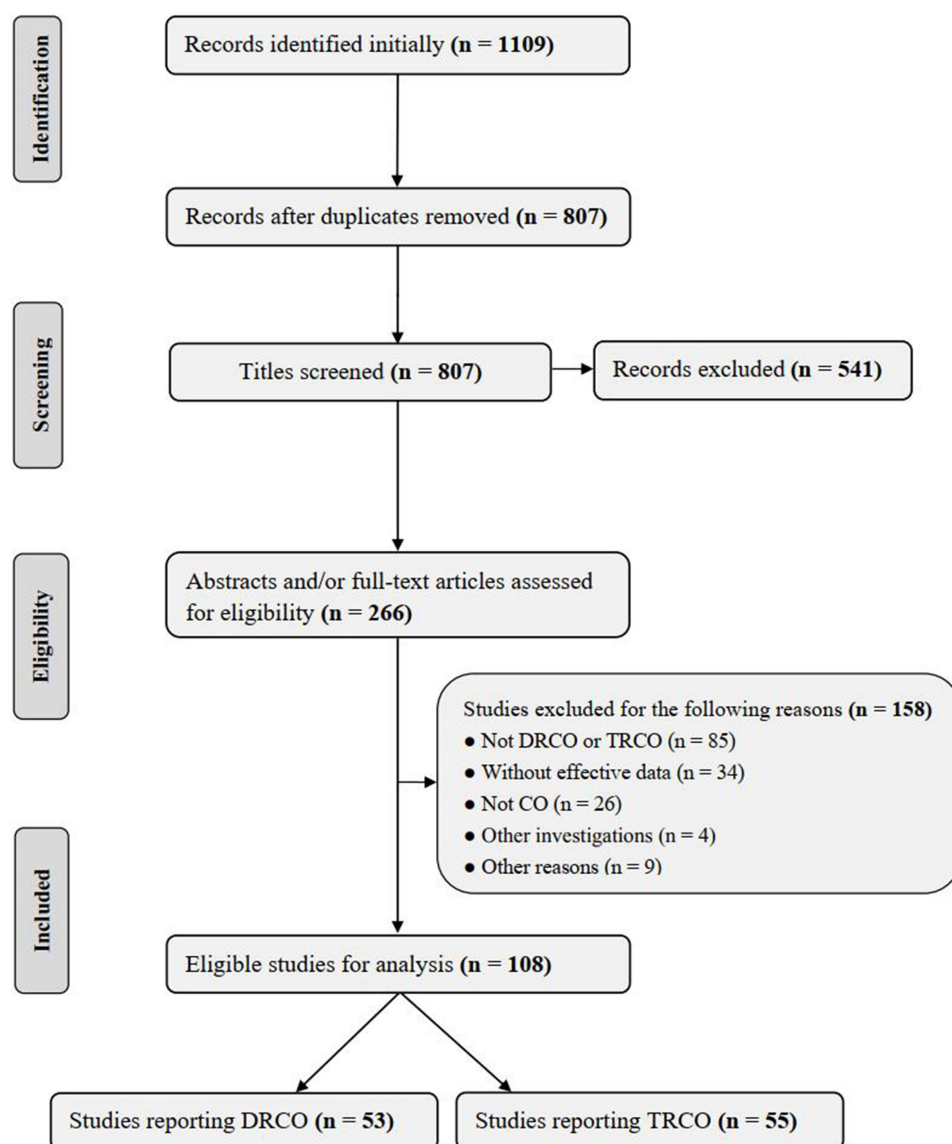 Identification
Records identified initially (n = 1109)
Records after duplicates removed (n = 807)
Screening
Titles screened (n = 807)
Records excluded (n = 541)
Eligibility
Abstracts and/or full-text articles assessed
for eligibility (n = 266)
Studies excluded for the following reasons (n = 158)
● Not DRCO or TRCO (n = 85)
● Without effective data (n = 34)
● Not CO (n = 26)
● Other investigations (n = 4)
● Other reasons (n = 9)
Included
Eligible studies for analysis (n = 108)
Studies reporting DRCO (n = 53)
Studies reporting TRCO (n = 55)